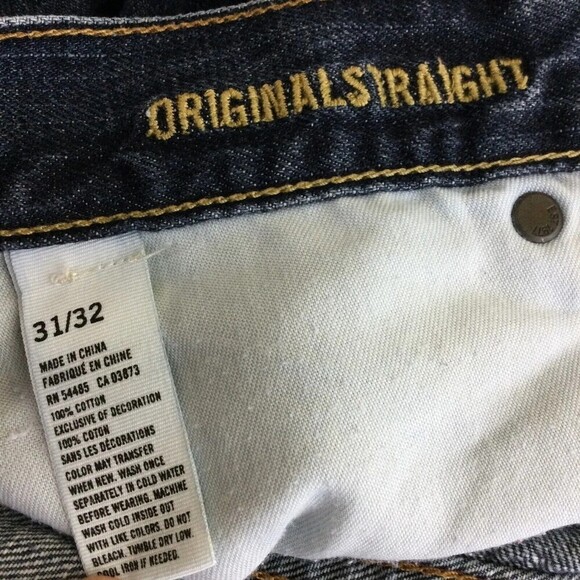 ORIGINAL STRAIGHT
31/32
MADE IN CHINA
FABRIQUÉ EN CHINE
RN 54485 CA 03873
100% COTTON
EXCLUSIVE OF DECORATION
100% COTON
SANS LES DÉCORATIONS
COLOR MAY TRANSFER
WHEN NEW. WASH ONCE
SEPARATELY IN COLD WATER
BEFORE WEARING. MACHINE
WASH COLD INSIDE OUT
WITH LIKE COLORS. DO NOT
BLEACH. TUMBLE DRY LOW.
COOL IRON IF NEEDED.